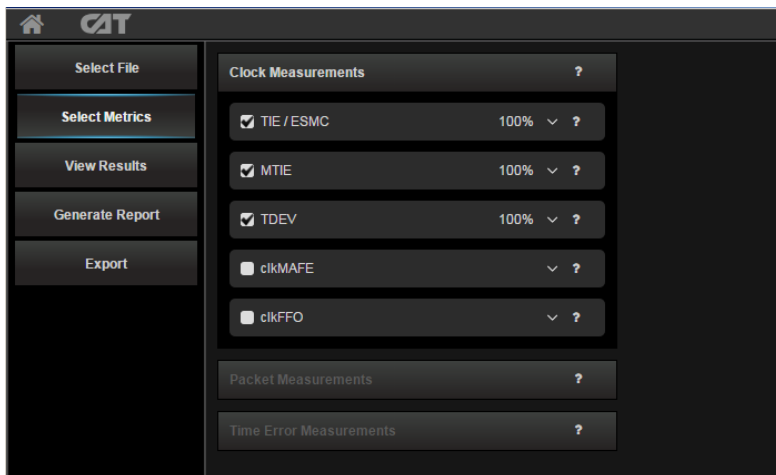 CAT
Select File
Select Metrics
View Results
Generate Report
Export
Clock Measurements ?
TIE / ESMC 100% ?
MTIE 100% ?
TDEV 100% ?
clkMAFE ?
clkFFO ?
Packet Measurements ?
Time Error Measurements ?